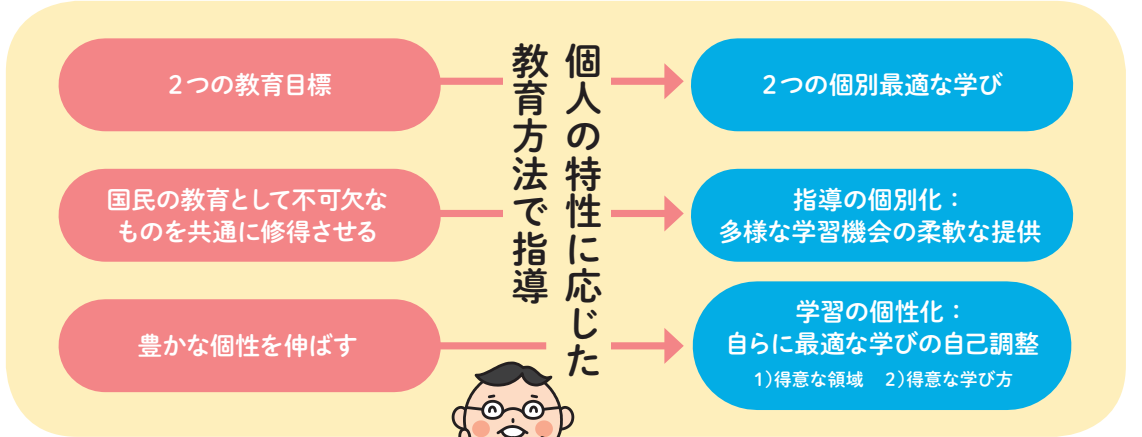 2つの教育目標
個人の特性に応じた
教育方法で指導
2つの個別最適な学び
国民の教育として不可欠な
ものを共通に修得させる
指導の個別化：
多様な学習機会の柔軟な提供
豊かな個性を伸ばす
学習の個性化：
自らに最適な学びの自己調整
1)得意な領域　2)得意な学び方